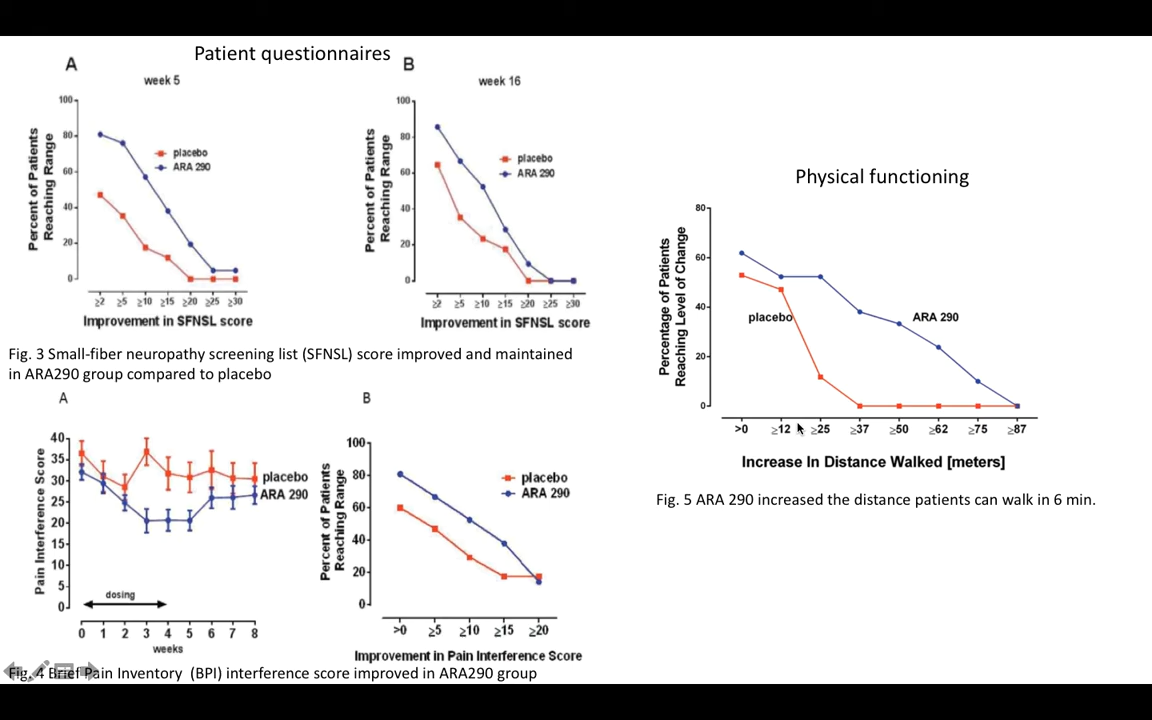 Patient questionnaires
A
week 5
Percent of Patients
Reaching Range
100
80
60
40
20
0
placebo
ARA 290
≥2 ≥5 ≥10 ≥15 ≥20 ≥25 ≥30
Improvement in SFNSL score
B
week 16
Percent of Patients
Reaching Range
100
80
60
40
20
0
placebo
ARA 290
≥2 ≥5 ≥10 ≥15 ≥20 ≥25 ≥30
Improvement in SFNSL score
Fig. 3 Small-fiber neuropathy screening list (SFNSL) score improved and maintained
in ARA290 group compared to placebo
A
Pain Interference Score
40
35
30
25
20
15
10
5
0
placebo
ARA 290
dosing
0 1 2 3 4 5 6 7 8
weeks
B
Percent of Patients
Reaching Range
100
80
60
40
20
0
placebo
ARA 290
>0 ≥5 ≥10 ≥15 ≥20
Improvement in Pain Interference Score
Fig. 4 Brief Pain Inventory (BPI) interference score improved in ARA290 group
Physical functioning
Percentage of Patients
Reaching Level of Change
80
60
40
20
0
placebo
ARA 290
>0 ≥12 ≥25 ≥37 ≥50 ≥62 ≥75 ≥87
Increase In Distance Walked [meters]
Fig. 5 ARA 290 increased the distance patients can walk in 6 min.